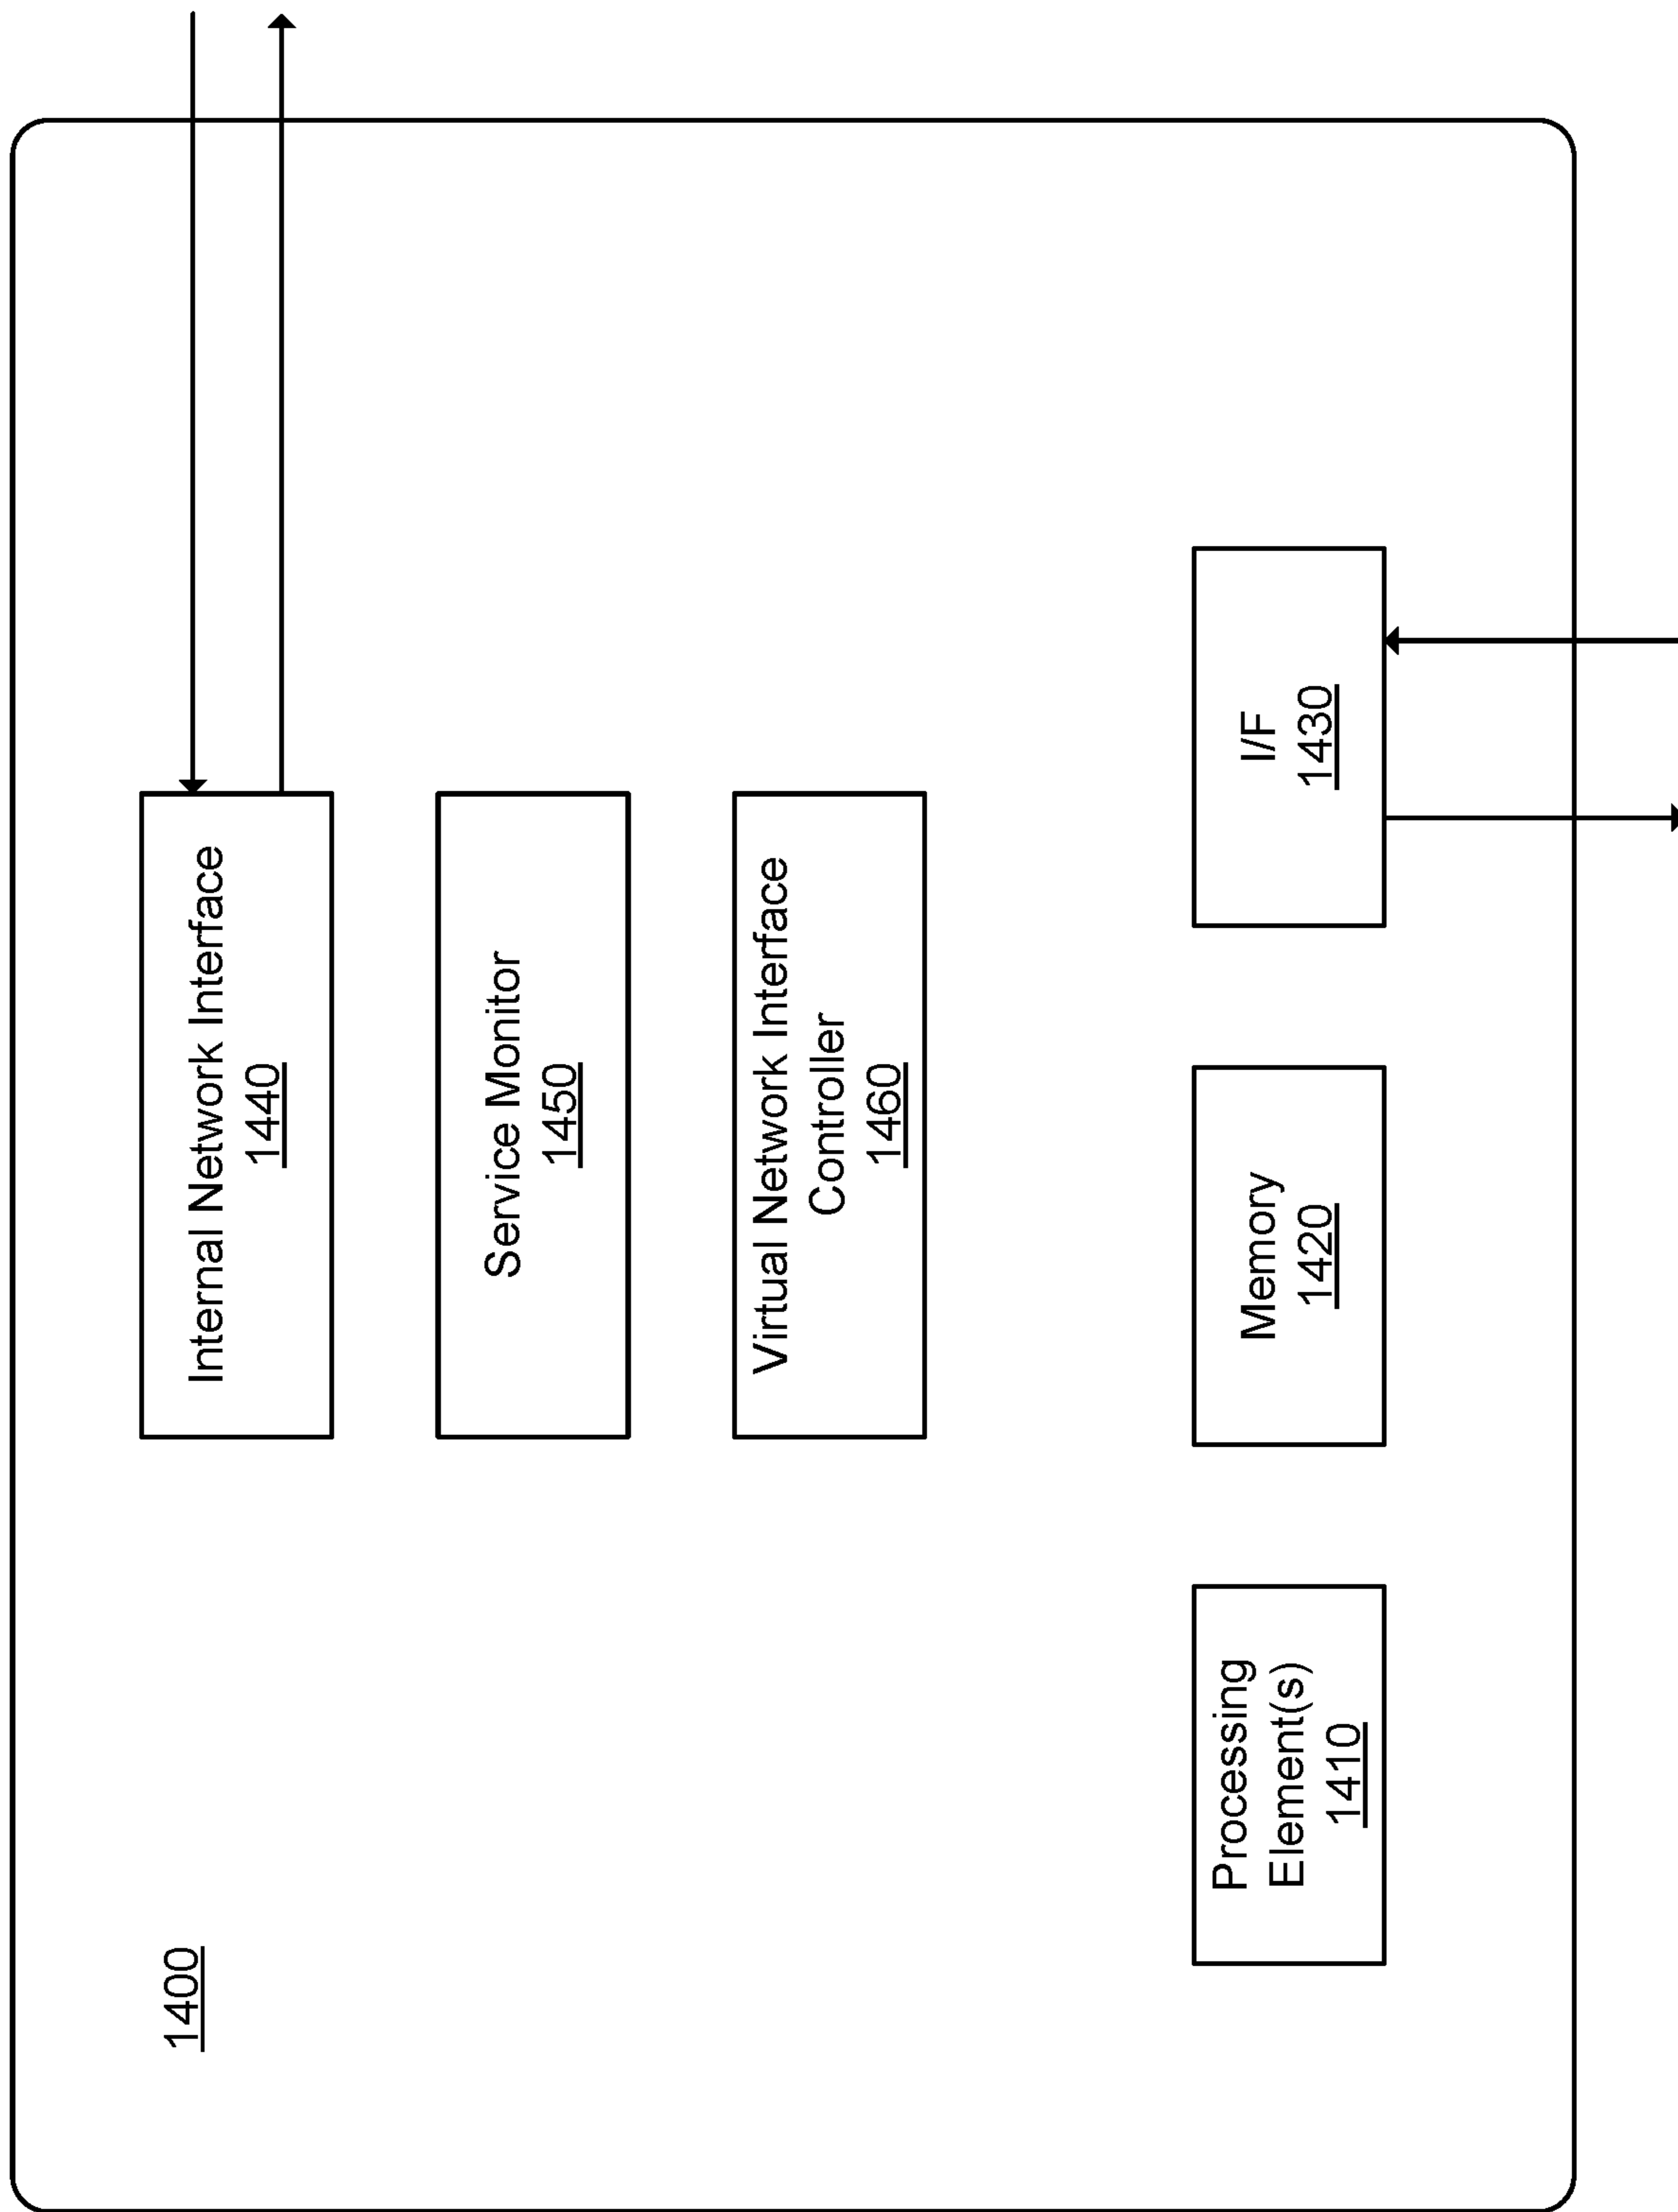 1400
Internal Network Interface
1440
Service Monitor
1450
Virtual Network Interface
Controller
1460
Processing
Element(s)
1410
Memory
1420
I/F
1430